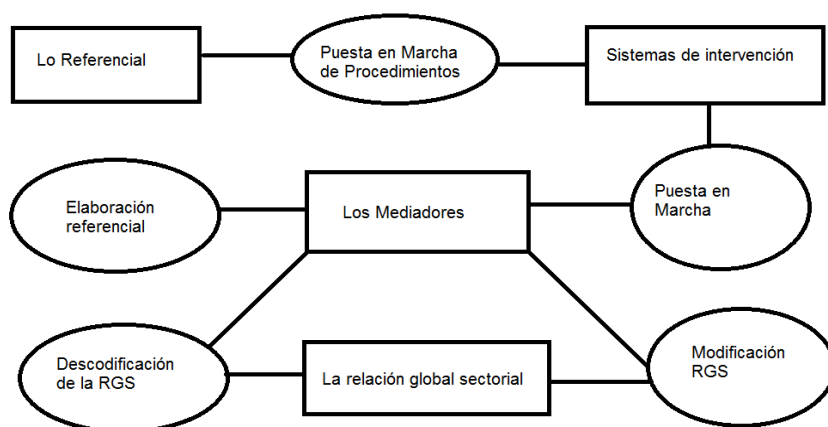 Lo Referencial
Puesta en Marcha
de Procedimientos
Sistemas de intervención
Elaboración
referencial
Los Mediadores
Puesta en
Marcha
Descodificación
de la RGS
La relación global sectorial
Modificación
RGS